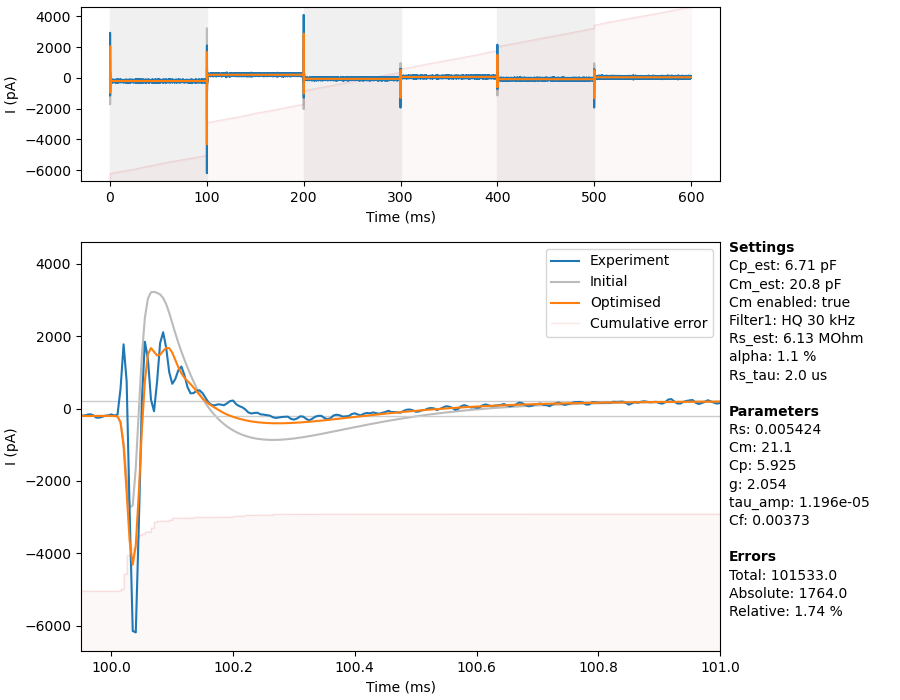 4000
2000
0
−2000
−4000
−6000
I (pA)
0 100 200 300 400 500 600
Time (ms)
4000
2000
0
−2000
−4000
−6000
I (pA)
100.0 100.2 100.4 100.6 100.8 101.0
Time (ms)
Experiment
Initial
Optimised
Cumulative error
Settings
Cp_est: 6.71 pF
Cm_est: 20.8 pF
Cm enabled: true
Filter1: HQ 30 kHz
Rs_est: 6.13 MOhm
alpha: 1.1 %
Rs_tau: 2.0 us
Parameters
Rs: 0.005424
Cm: 21.1
Cp: 5.925
g: 2.054
tau_amp: 1.196e-05
Cf: 0.00373
Errors
Total: 101533.0
Absolute: 1764.0
Relative: 1.74 %